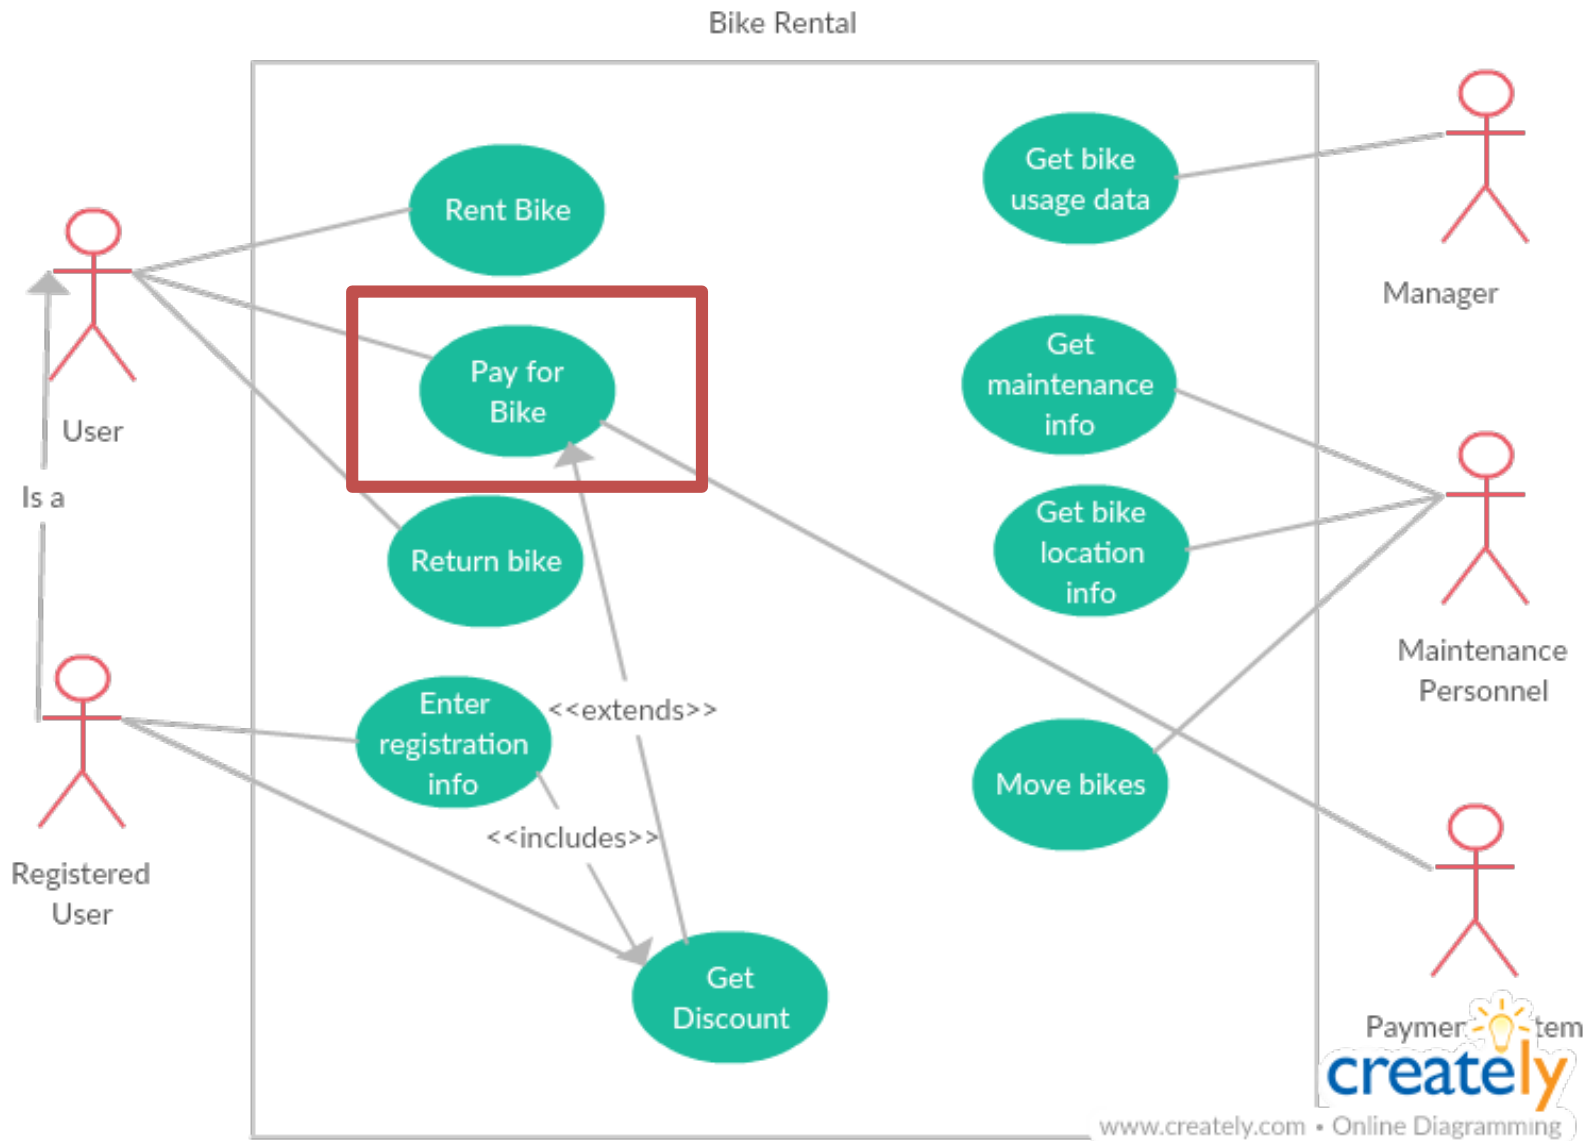 Bike Rental
Rent Bike
Get bike
usage data
Manager
Pay for
Bike
User
Get
maintenance
info
Is a
Return bike
Get bike
location
info
Maintenance
Personnel
Enter
registration
info
<<extends>>
<<includes>>
Move bikes
Registered
User
Get
Discount
creately
www.creately.com • Online Diagramming